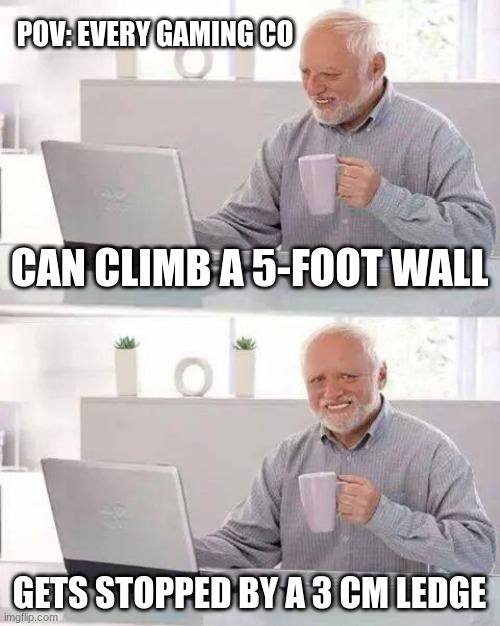 POV: EVERY GAMING CO
CAN CLIMB A 5-FOOT WALL
GETS STOPPED BY A 3 CM LEDGE
imgflip.com